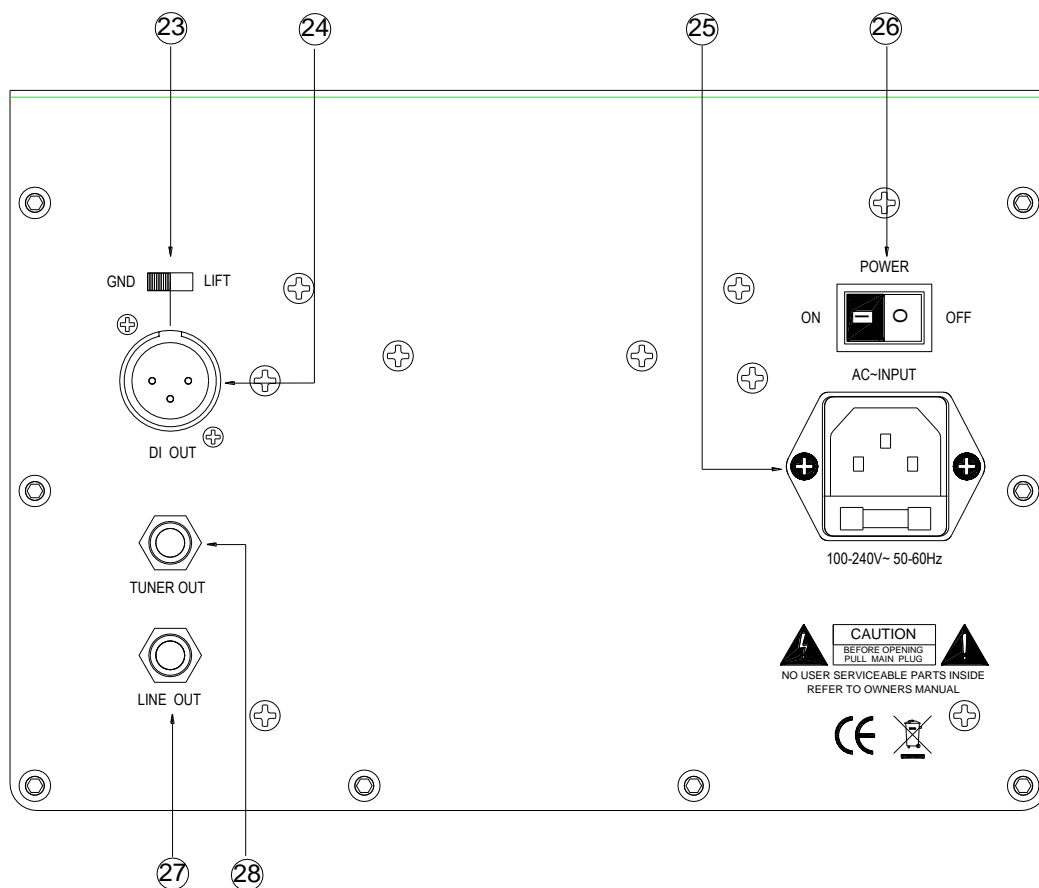 23 24 25 26
GND LIFT
POWER
ON OFF
AC~INPUT
DI OUT
100-240V~ 50-60Hz
TUNER OUT
CAUTION
BEFORE OPENING
PULL MAIN PLUG
NO USER SERVICEABLE PARTS INSIDE
REFER TO OWNERS MANUAL
LINE OUT
CE
27 28